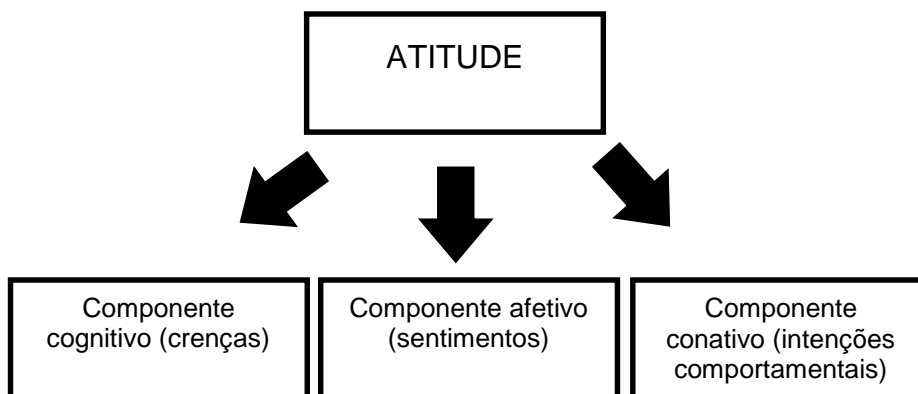 ATITUDE
Componente
cognitivo (crenças)
Componente afetivo
(sentimentos)
Componente
conativo (intenções
comportamentais)